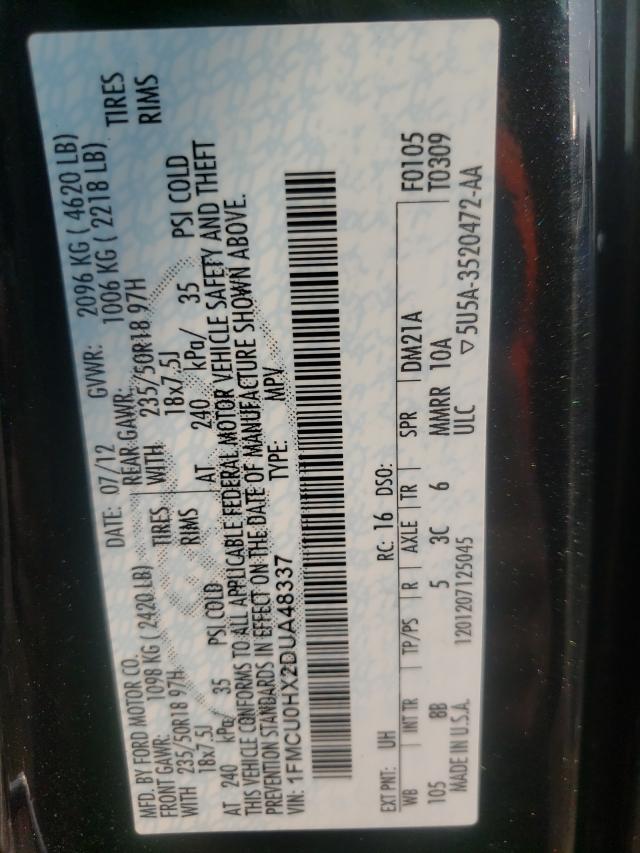 MFD. BY FORD MOTOR CO. DATE: 07/12 GVWR: 2096 KG ( 4620 LB)
FRONT GAWR: 1098 KG (2420 LB) REAR GAWR: 1006 KG ( 2218 LB)
WITH 235/50R18 97H TIRES WITH 235/50R18 97H TIRES
18x7.5J RIMS 18x7.5J RIMS
AT 240 kPa/ 35 PSI COLD AT 240 kPa/ 35 PSI COLD
THIS VEHICLE CONFORMS TO ALL APPLICABLE FEDERAL MOTOR VEHICLE SAFETY AND THEFT
PREVENTION STANDARDS IN EFFECT ON THE DATE OF MANUFACTURE SHOWN ABOVE.
VIN: 1FMCU0HX2DUA48337 TYPE: MPV
EXT PNT: UH RC: 16 DSO: F0105
WB INT TR TP/PS R AXLE TR SPR DM21A T0309
105 8B 5 3C 6 MMRR 10A
MADE IN U.S.A. 1201207125045 ULC ▽5U5A-3520472-AA